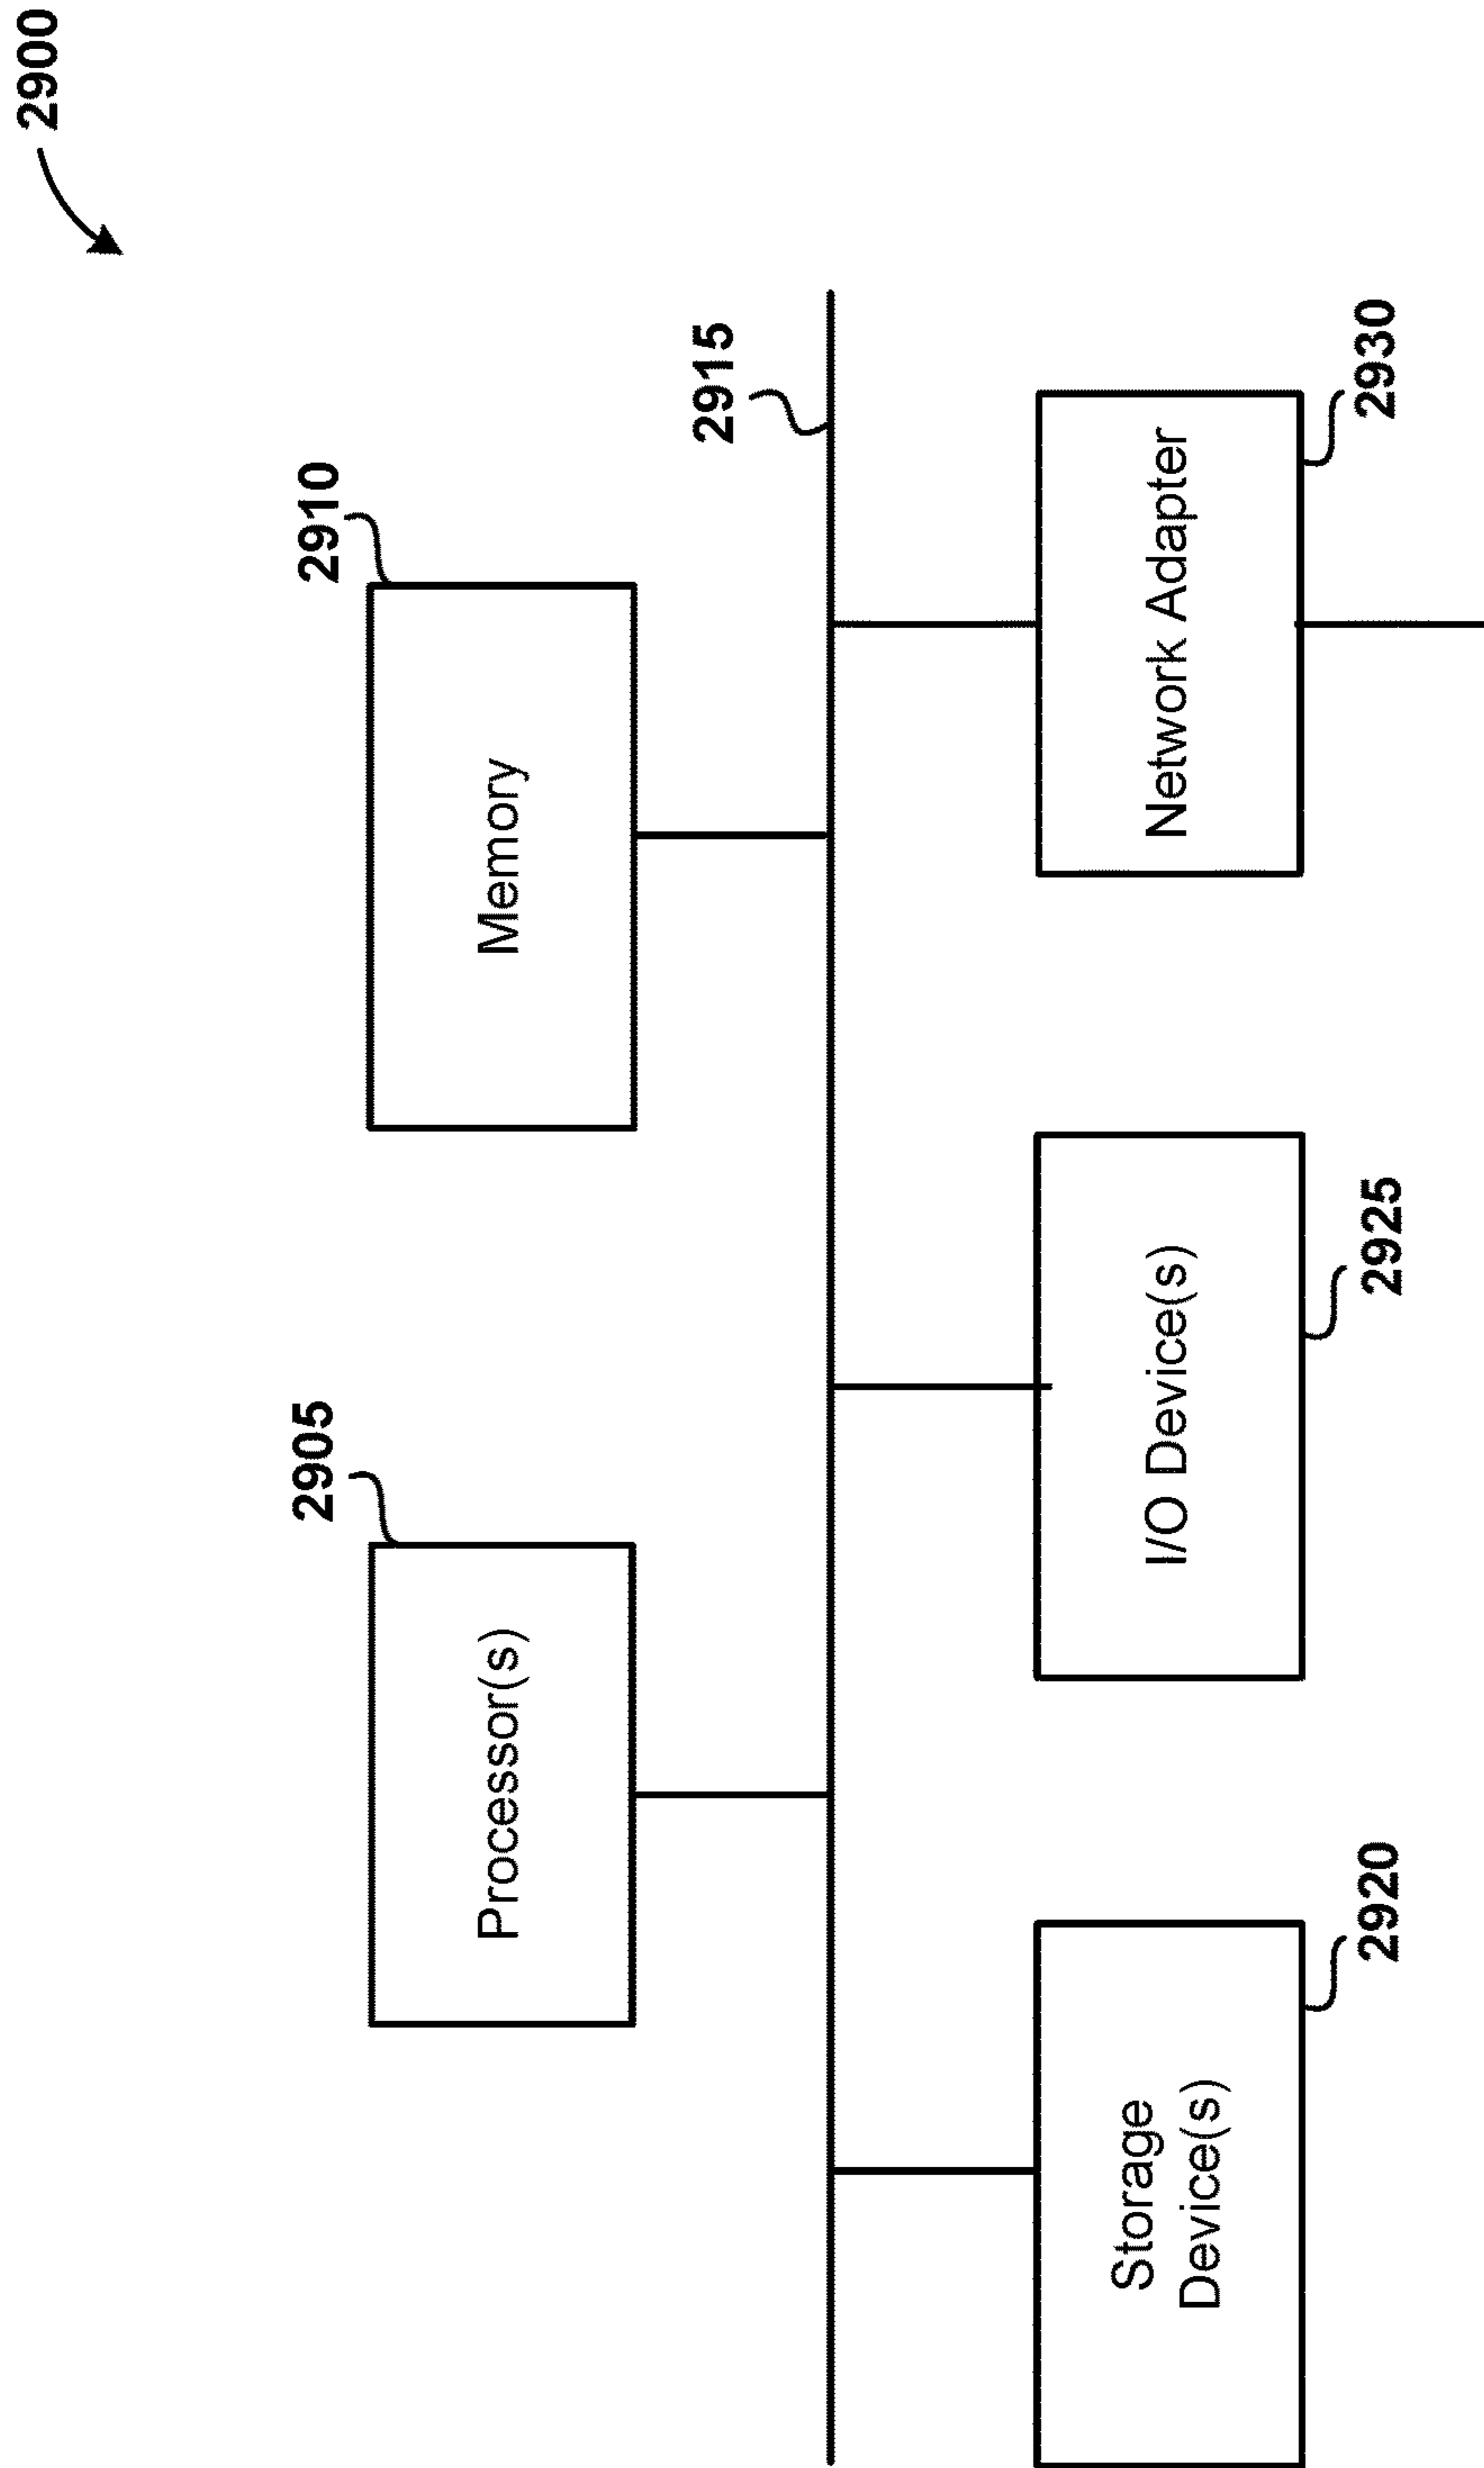 2900
2905
Processor(s)
2910
Memory
2915
Storage
Device(s)
2920
I/O Device(s)
2925
Network Adapter
2930